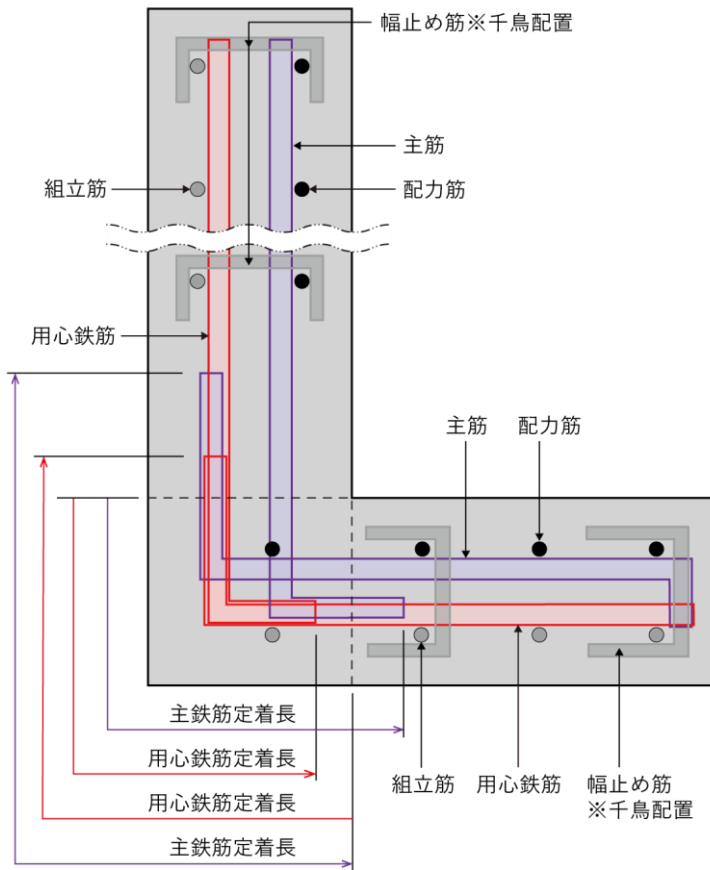 幅止め筋※千鳥配置
主筋
組立筋
配力筋
用心鉄筋
主筋
配力筋
主鉄筋定着長
用心鉄筋定着長
組立筋
用心鉄筋
幅止め筋
※千鳥配置
用心鉄筋定着長
主鉄筋定着長